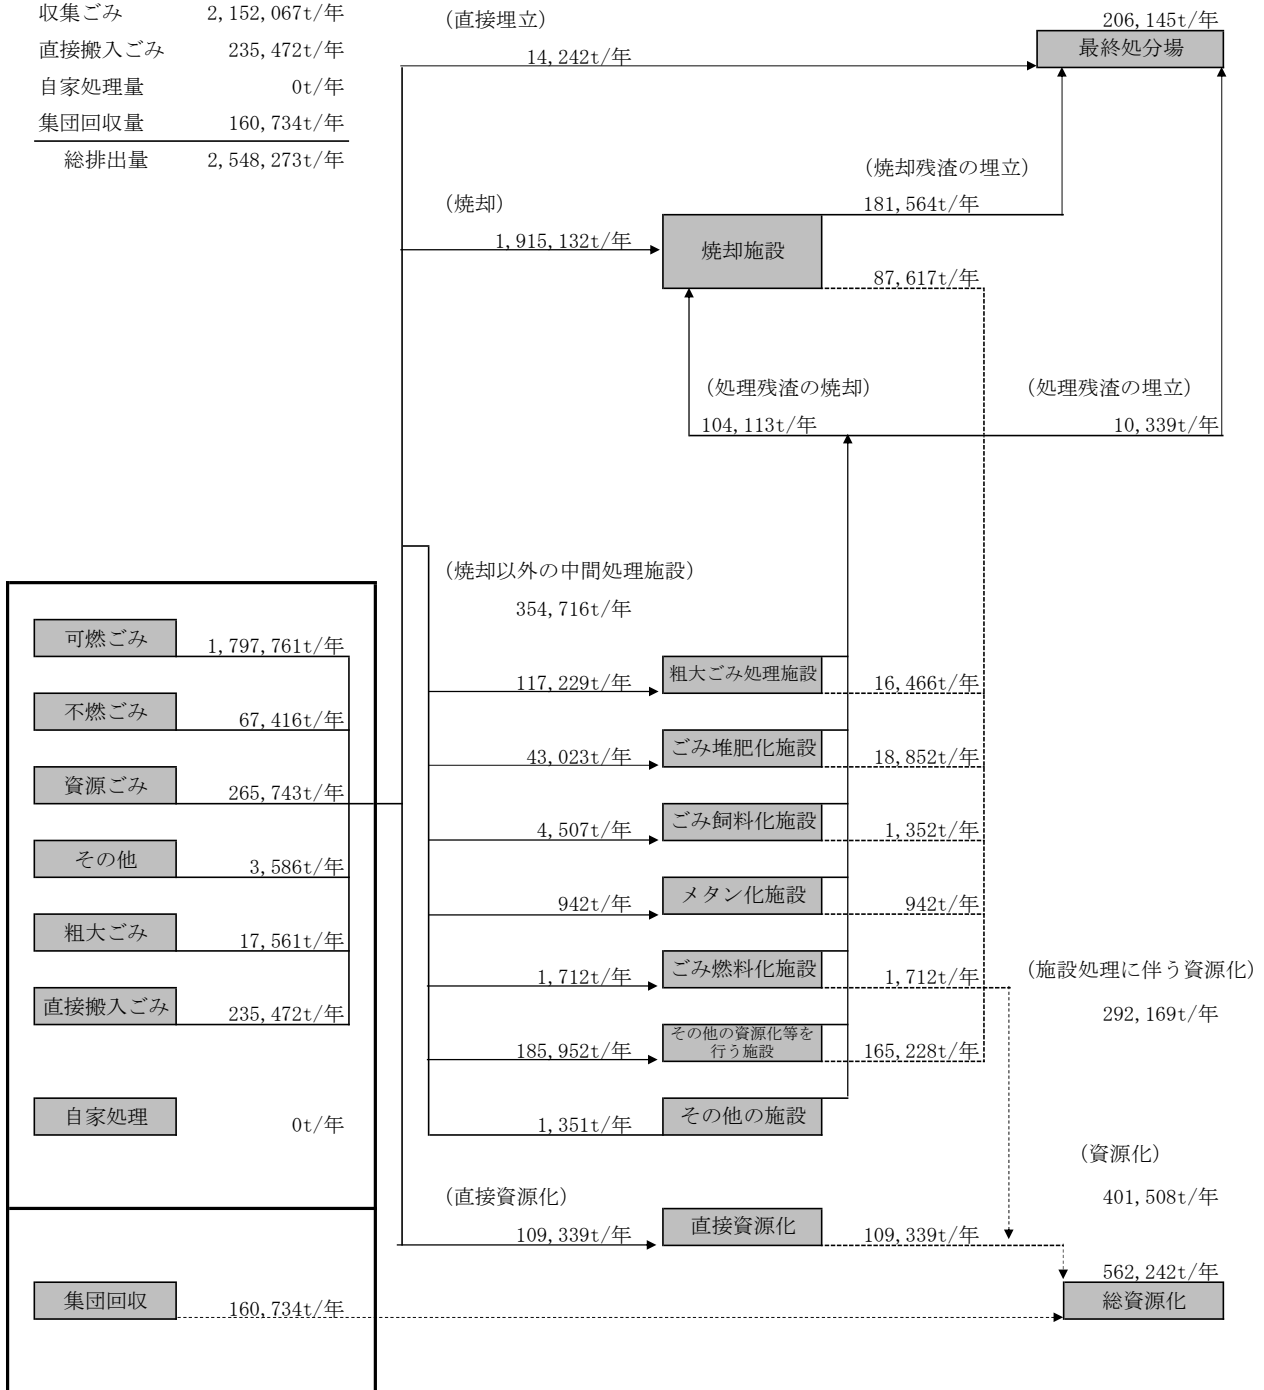 収集ごみ 2,152,067t/年
直接搬入ごみ 235,472t/年
自家処理量 0t/年
集団回収量 160,734t/年
総排出量 2,548,273t/年
(直接埋立)
14,242t/年
206,145t/年
最終処分場
(焼却残渣の埋立)
181,564t/年
(焼却)
1,915,132t/年
焼却施設
87,617t/年
(処理残渣の焼却)
104,113t/年
(処理残渣の埋立)
10,339t/年
(焼却以外の中間処理施設)
354,716t/年
可燃ごみ 1,797,761t/年
不燃ごみ 67,416t/年
資源ごみ 265,743t/年
その他 3,586t/年
粗大ごみ 17,561t/年
直接搬入ごみ 235,472t/年
自家処理 0t/年
117,229t/年 粗大ごみ処理施設 16,466t/年
43,023t/年 ごみ堆肥化施設 18,852t/年
4,507t/年 ごみ飼料化施設 1,352t/年
942t/年 メタン化施設 942t/年
1,712t/年 ごみ燃料化施設 1,712t/年
(施設処理に伴う資源化)
292,169t/年
その他の資源化等を
185,952t/年 行う施設 165,228t/年
1,351t/年 その他の施設
(資源化)
401,508t/年
(直接資源化)
109,339t/年 直接資源化 109,339t/年
562,242t/年
総資源化
集団回収 160,734t/年